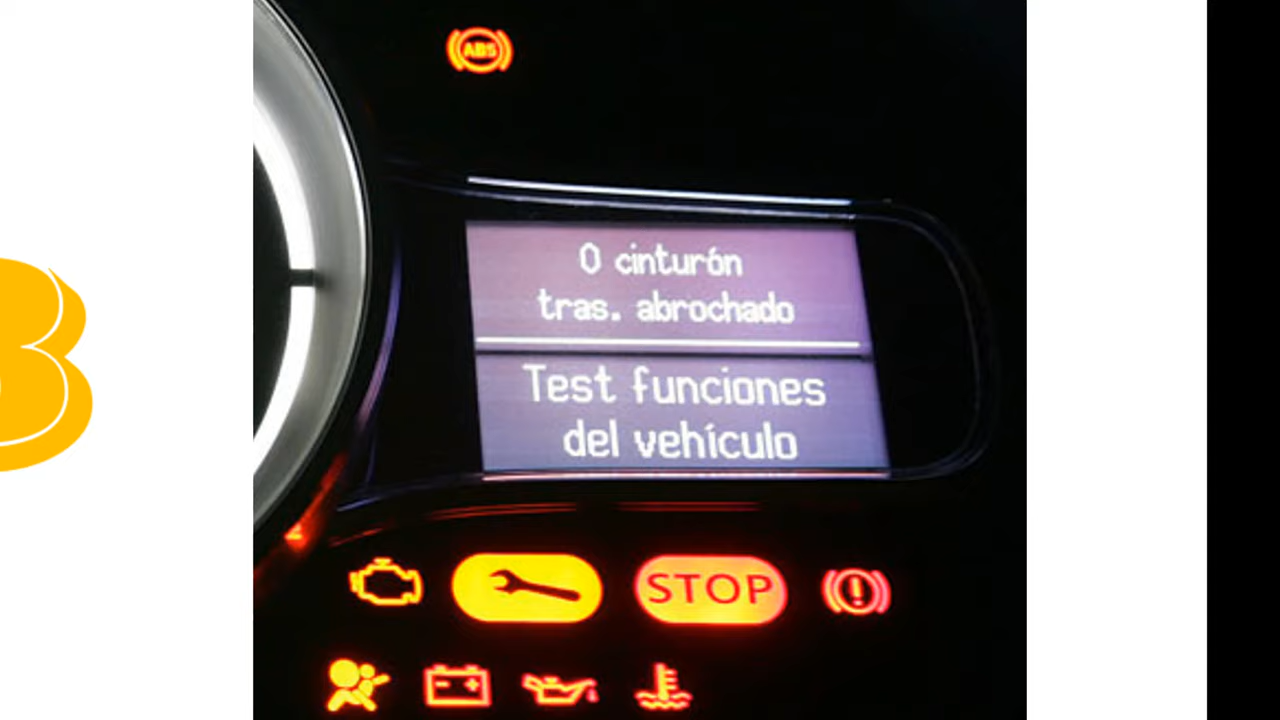 ABS
0 cinturón
tras. abrochado
Test funciones
del vehículo
STOP